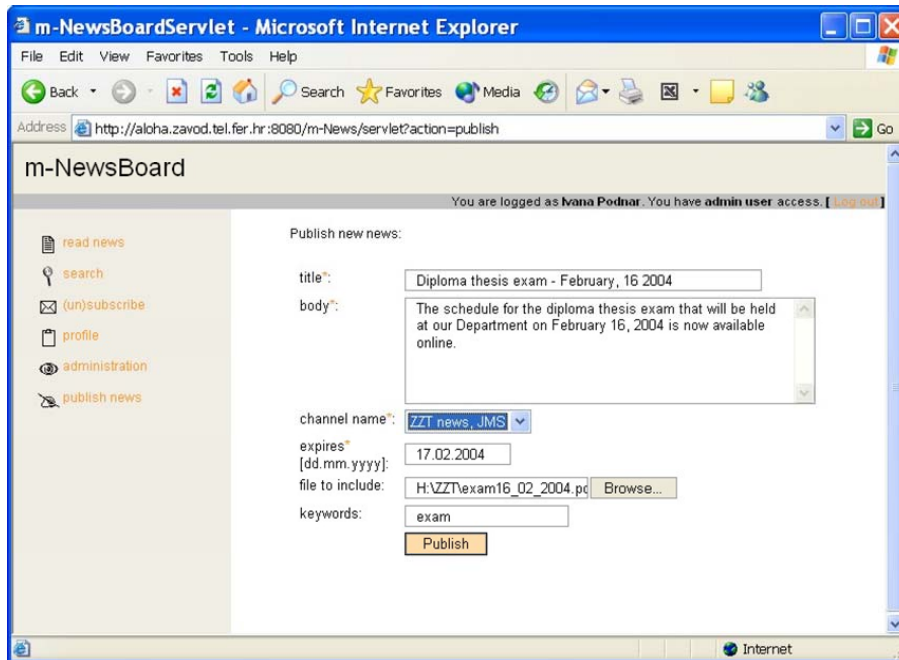 m-NewsBoardServlet - Microsoft Internet Explorer
File Edit View Favorites Tools Help
Back Search Favorites Media
Address http://aloha.zavod.tel.fer.hr:8080/m-News/servlet?action=publish Go
m-NewsBoard
You are logged as Ivana Podnar. You have admin user access. [ Log out ]
read news
search
(un)subscribe
profile
administration
publish news
Publish new news:
title*: Diploma thesis exam - February, 16 2004
body*: The schedule for the diploma thesis exam that will be held
at our Department on February 16, 2004 is now available
online.
channel name*: ZZT news, JMS
expires*
[dd.mm.yyyy]: 17.02.2004
file to include: H:\ZZT\exam16_02_2004.pd Browse...
keywords: exam
Publish
Internet